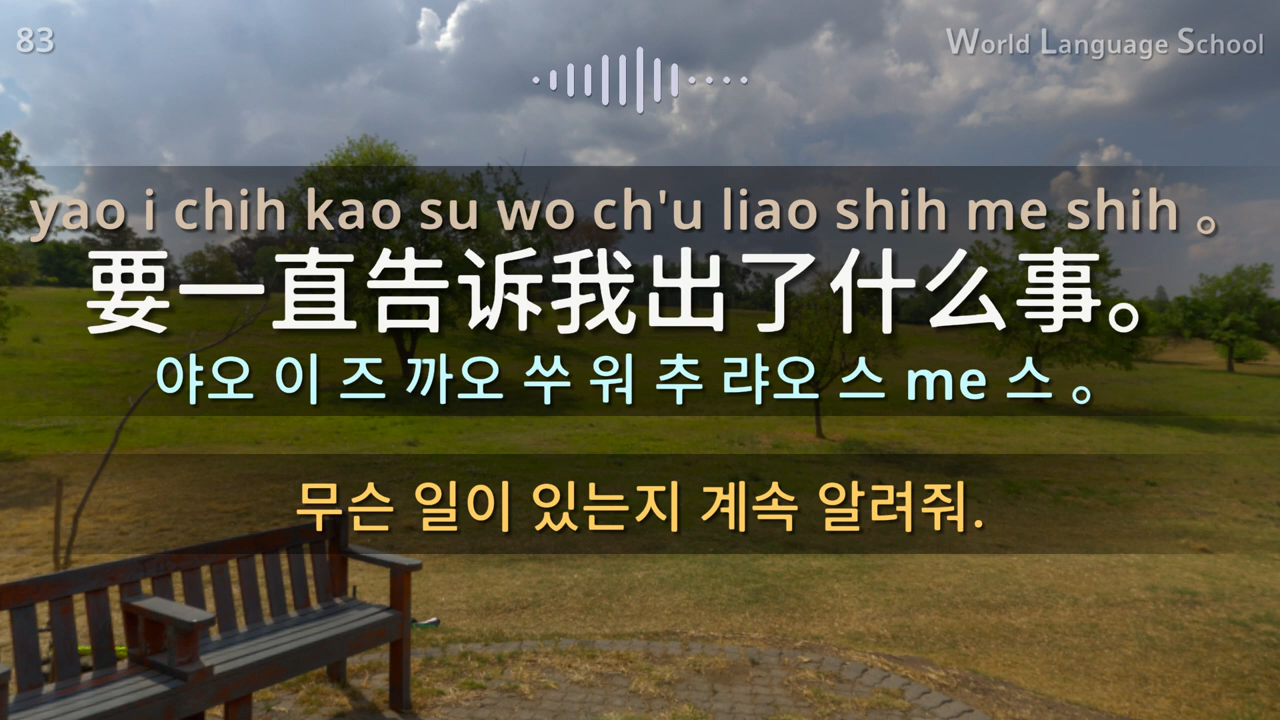 83
World Language School
yao i chih kao su wo ch'u liao shih me shih 。
要一直告诉我出了什么事。
야오 이 즈 까오 쑤 워 추 랴오 스 me 스 。
무슨 일이 있는지 계속 알려줘.